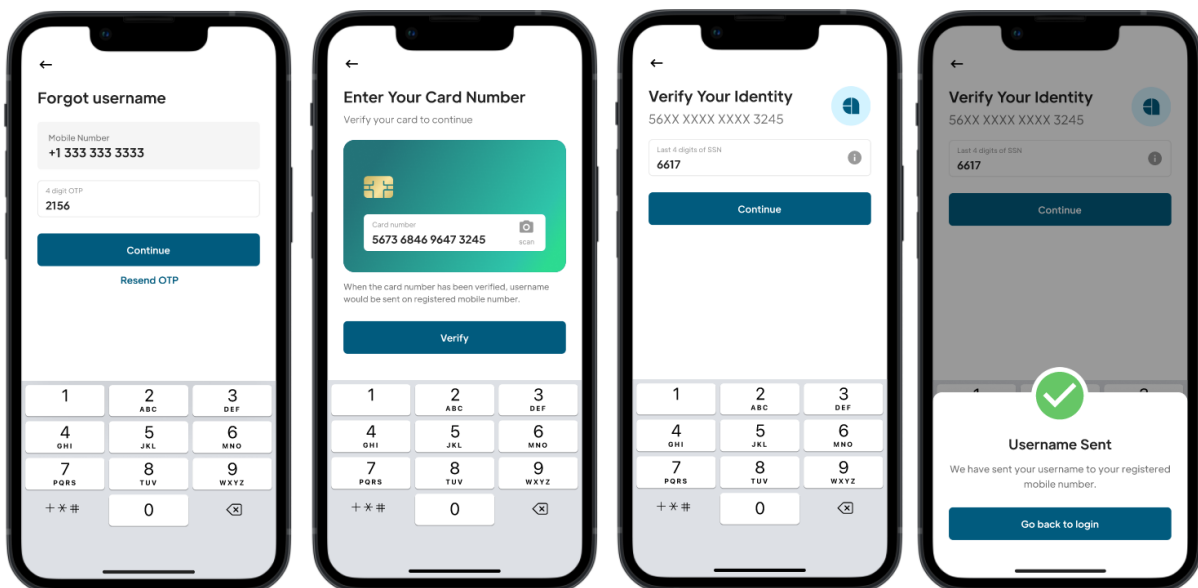 Forgot username
Mobile Number
+1 333 333 3333
4 digit OTP
2156
Continue
Resend OTP
1
2
ABC
3
DEF
4
GHI
5
JKL
6
MNO
7
PQRS
8
TUV
9
WXYZ
+*#
0
Enter Your Card Number
Verify your card to continue
Card number
5673 6846 9647 3245
scan
When the card number has been verified, username
would be sent on registered mobile number.
Verify
1
2
ABC
3
DEF
4
GHI
5
JKL
6
MNO
7
PQRS
8
TUV
9
WXYZ
+*#
0
Verify Your Identity
56XX XXXX XXXX 3245
Last 4 digits of SSN
6617
Continue
1
2
ABC
3
DEF
4
GHI
5
JKL
6
MNO
7
PQRS
8
TUV
9
WXYZ
+*#
0
Verify Your Identity
56XX XXXX XXXX 3245
Last 4 digits of SSN
6617
Continue
Username Sent
We have sent your username to your registered
mobile number.
Go back to login